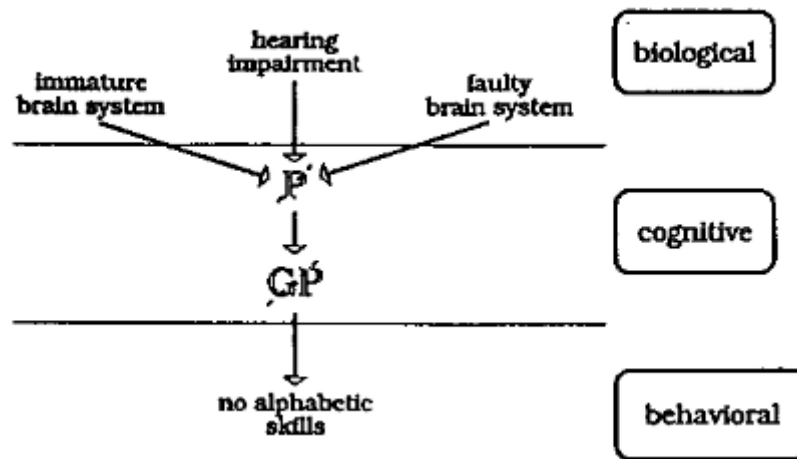 hearing
impairment
biological
immature
brain system
faulty
brain system
P
cognitive
GP
no alphabetic
skills
behavioral